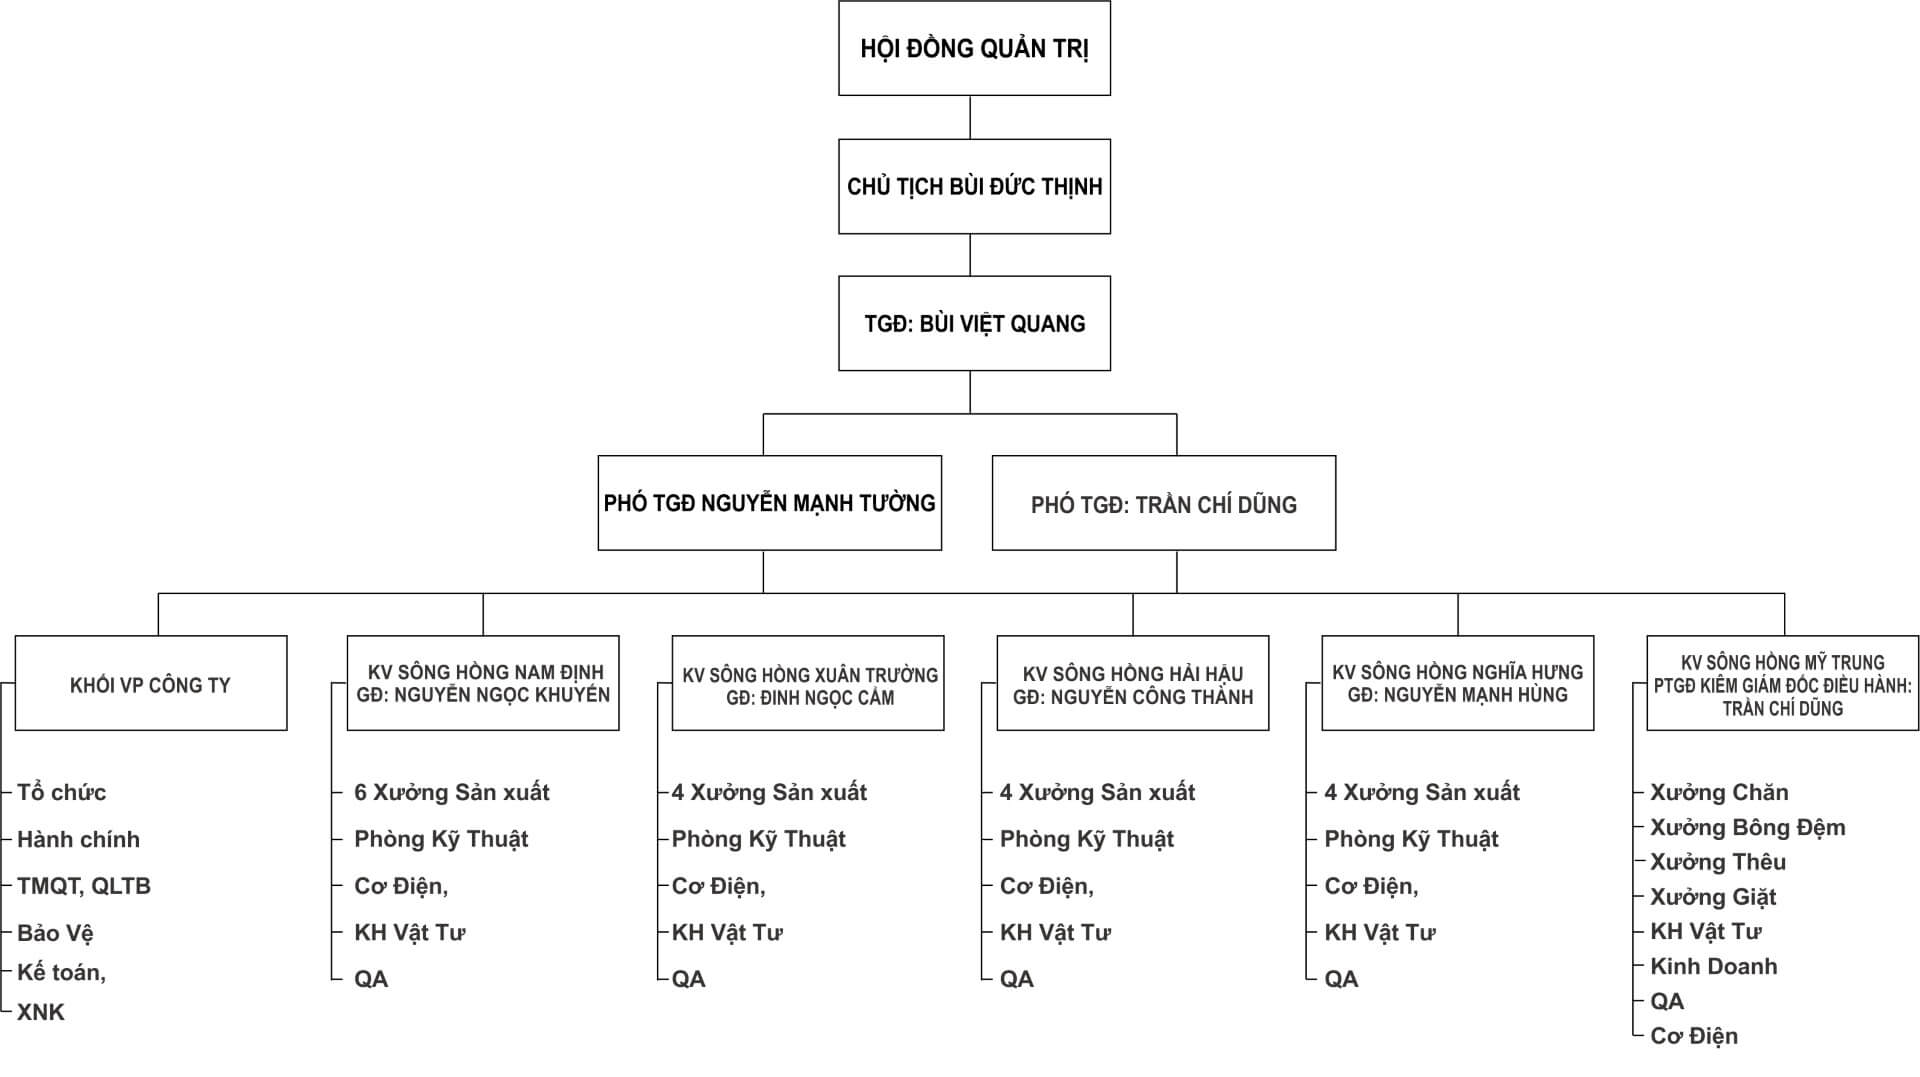 HỘI ĐỒNG QUẢN TRỊ
CHỦ TỊCH BÙI ĐỨC THỊNH
TGĐ: BÙI VIỆT QUANG
PHÓ TGĐ NGUYỄN MẠNH TƯỜNG
PHÓ TGĐ: TRẦN CHÍ DŨNG
KHỐI VP CÔNG TY
Tổ chức
Hành chính
TMQT, QLTB
Bảo Vệ
Kế toán,
XNK
KV SÔNG HỒNG NAM ĐỊNH
GĐ: NGUYỄN NGỌC KHUYẾN
6 Xưởng Sản xuất
Phòng Kỹ Thuật
Cơ Điện,
KH Vật Tư
QA
KV SÔNG HỒNG XUÂN TRƯỜNG
GĐ: ĐINH NGỌC CẨM
4 Xưởng Sản xuất
Phòng Kỹ Thuật
Cơ Điện,
KH Vật Tư
QA
KV SÔNG HỒNG HẢI HẬU
GĐ: NGUYỄN CÔNG THÀNH
4 Xưởng Sản xuất
Phòng Kỹ Thuật
Cơ Điện,
KH Vật Tư
QA
KV SÔNG HỒNG NGHĨA HƯNG
GĐ: NGUYỄN MẠNH HÙNG
4 Xưởng Sản xuất
Phòng Kỹ Thuật
Cơ Điện,
KH Vật Tư
QA
KV SÔNG HỒNG MỸ TRUNG
PTGĐ KIÊM GIÁM ĐỐC ĐIỀU HÀNH:
TRẦN CHÍ DŨNG
Xưởng Chăn
Xưởng Bông Đệm
Xưởng Thêu
Xưởng Giặt
KH Vật Tư
Kinh Doanh
QA
Cơ Điện